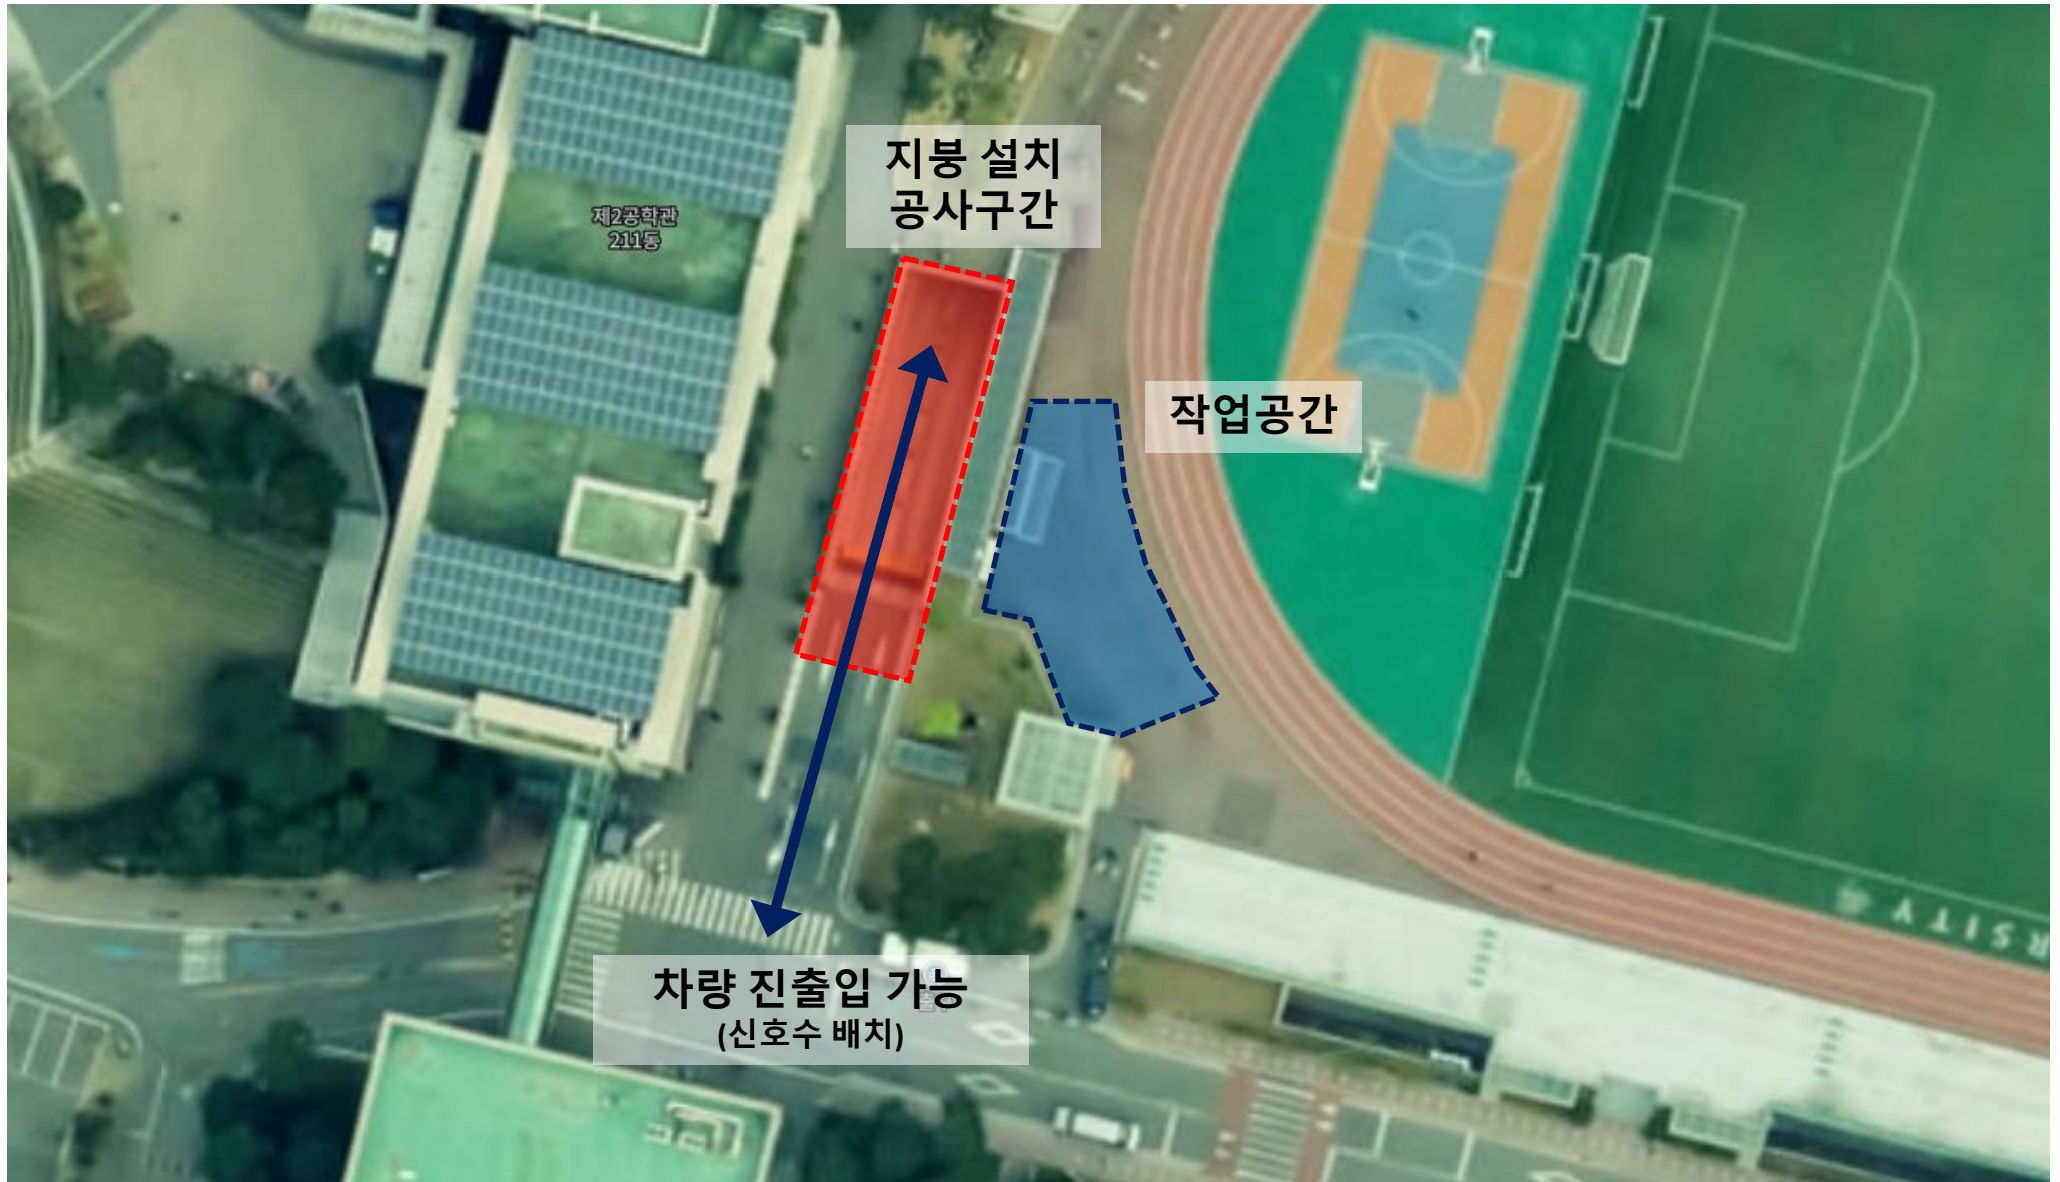 지붕 설치
공사구간
제2공학관
211동
작업공간
RSITY
차량 진출입 가능
(신호수 배치)